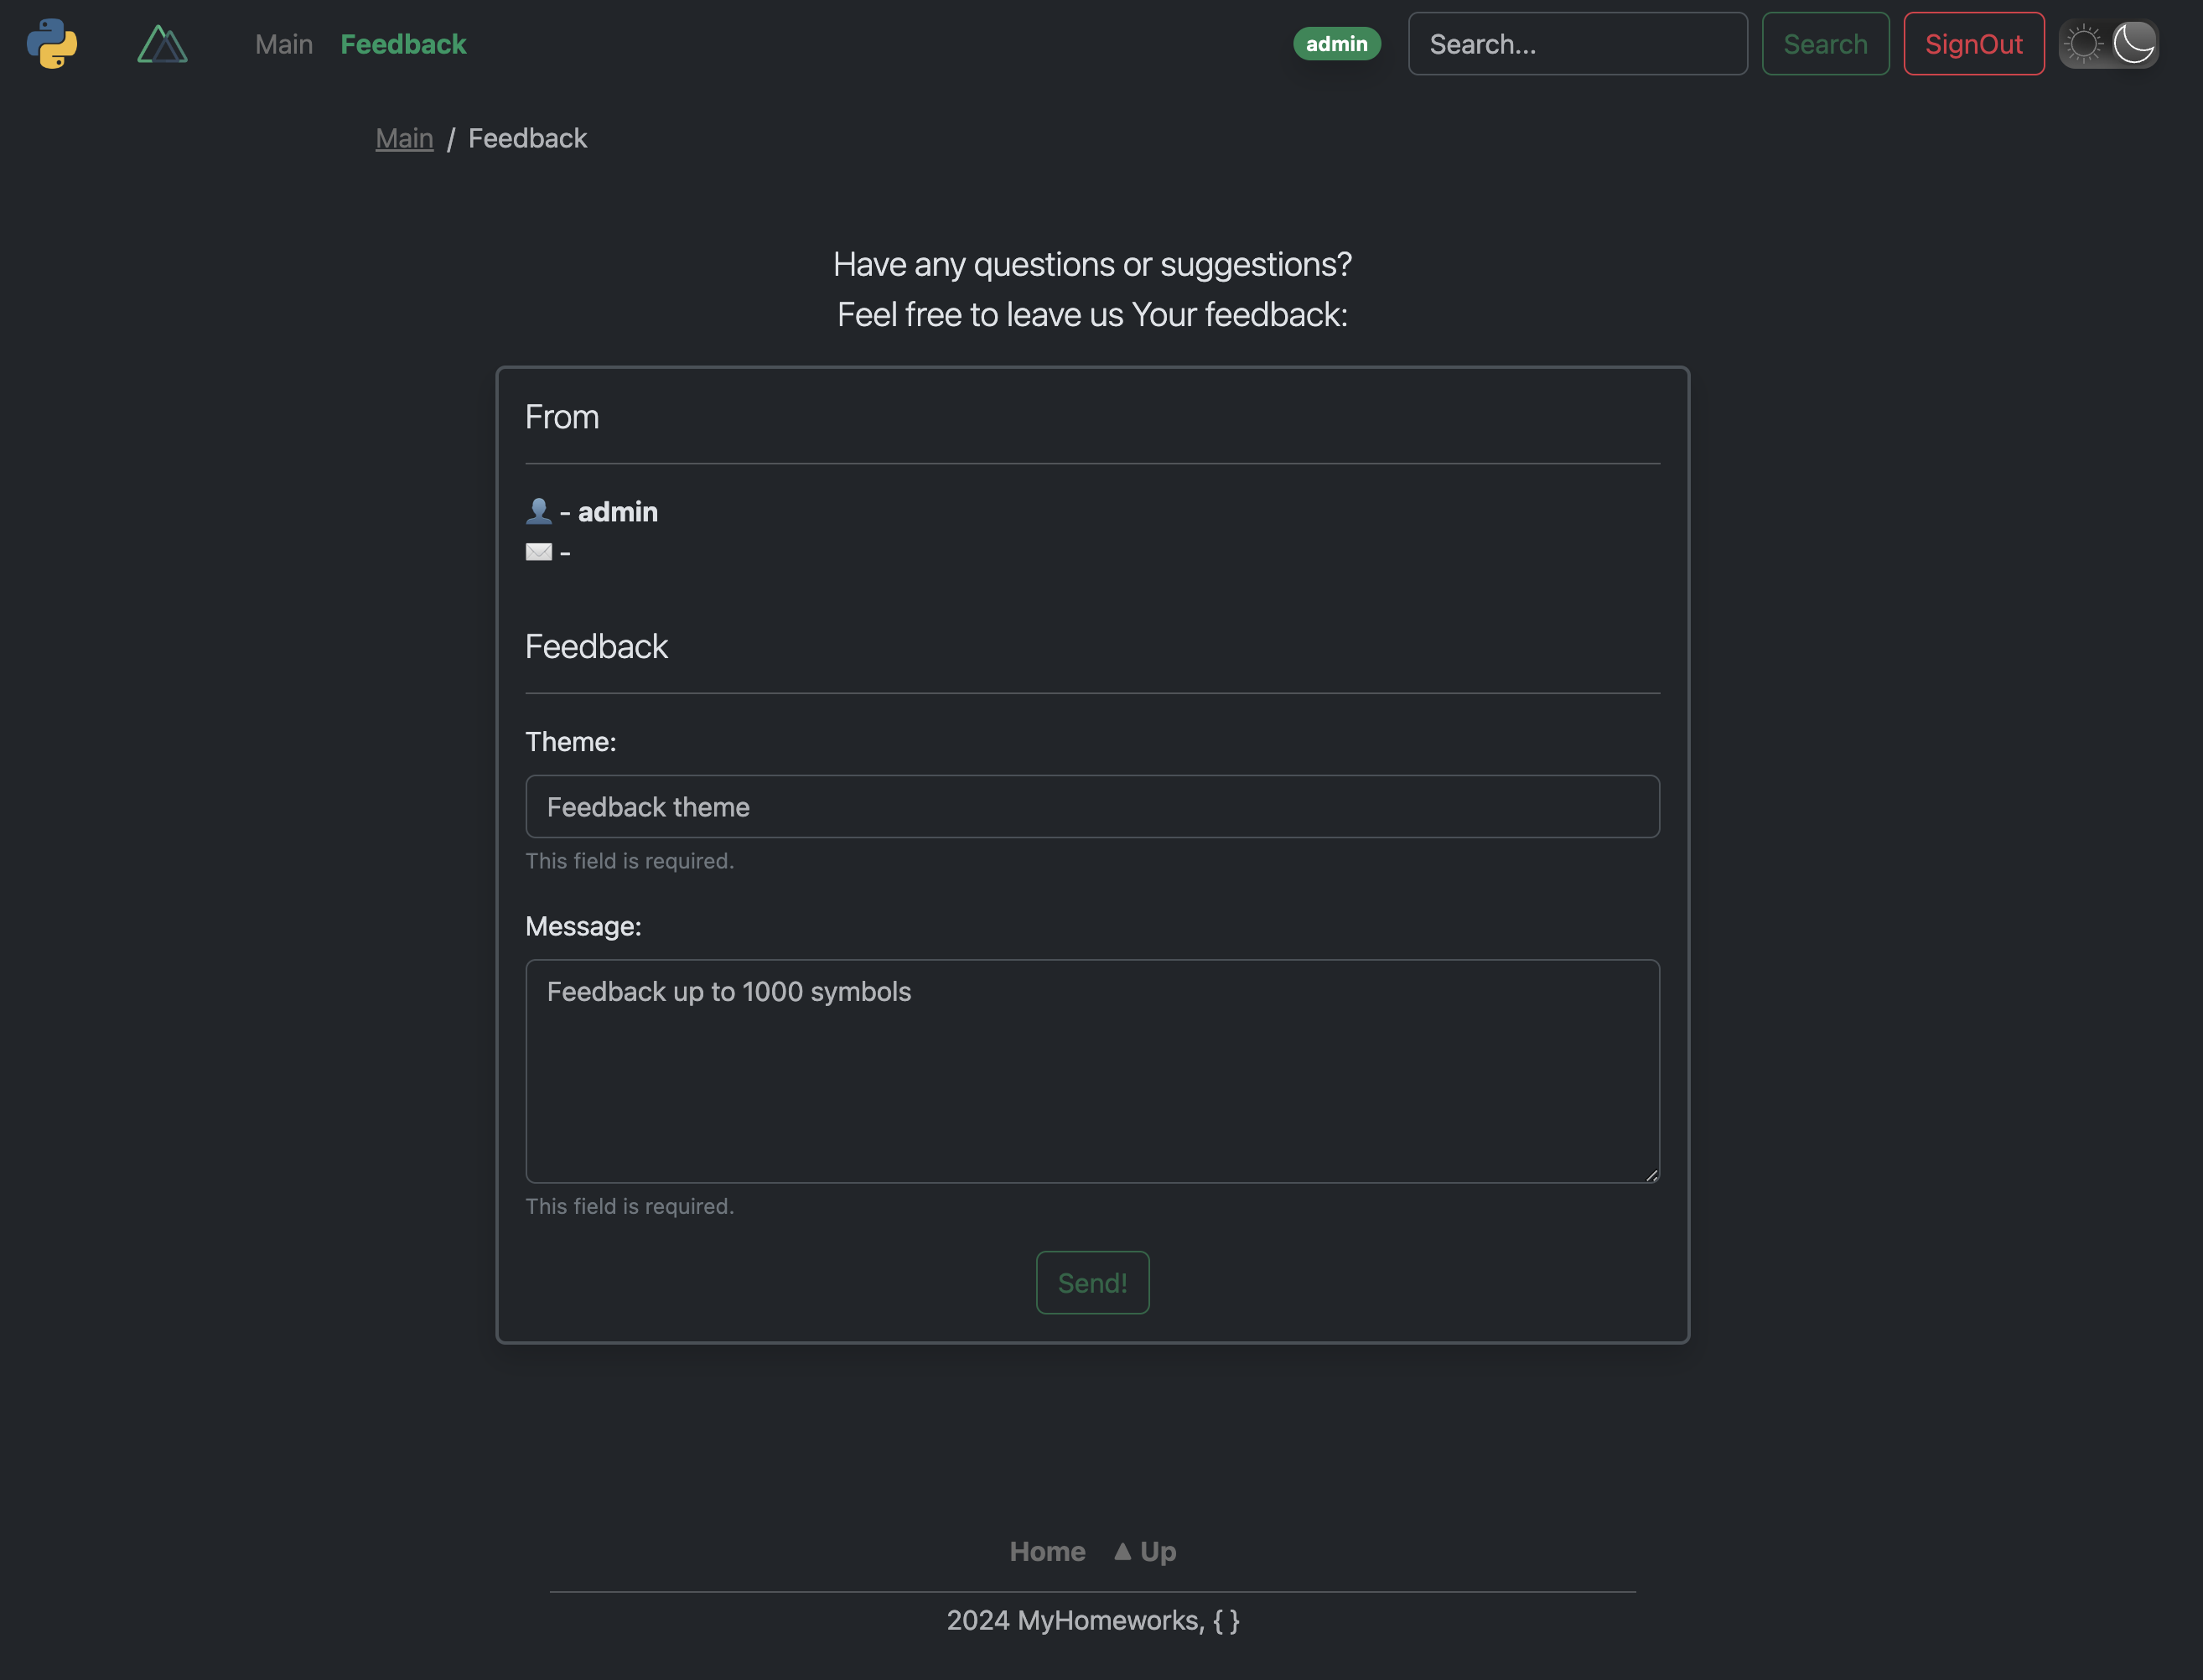 Main Feedback admin Search... Search SignOut
Main / Feedback
Have any questions or suggestions?
Feel free to leave us Your feedback:
From
- admin
-
Feedback
Theme:
Feedback theme
This field is required.
Message:
Feedback up to 1000 symbols
This field is required.
Send!
Home ▲ Up
2024 MyHomeworks, { }